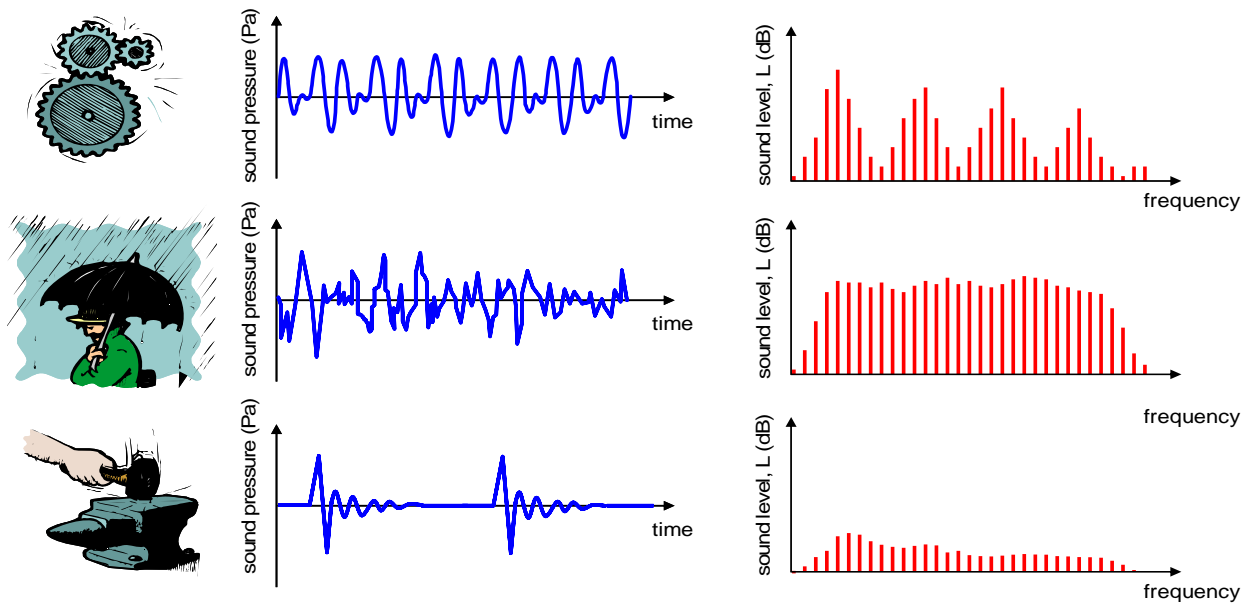 sound pressure (Pa)
time
sound level, L (dB)
frequency
sound pressure (Pa)
time
sound level, L (dB)
frequency
sound pressure (Pa)
time
sound level, L (dB)
frequency